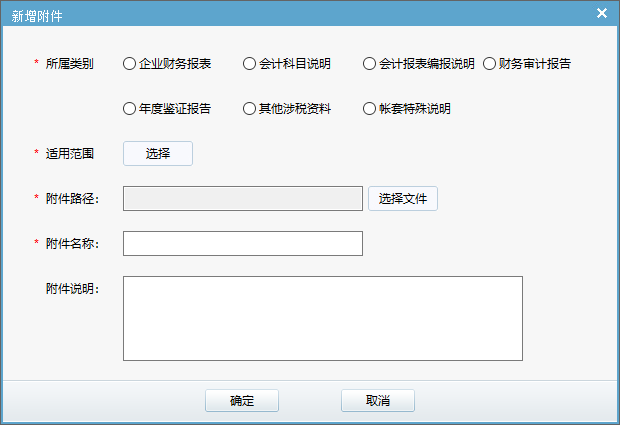 新增附件
* 所属类别 企业财务报表 会计科目说明 会计报表编报说明 财务审计报告
年度鉴证报告 其他涉税资料 帐套特殊说明
* 适用范围 选择
* 附件路径： 选择文件
* 附件名称：
附件说明：
确定 取消